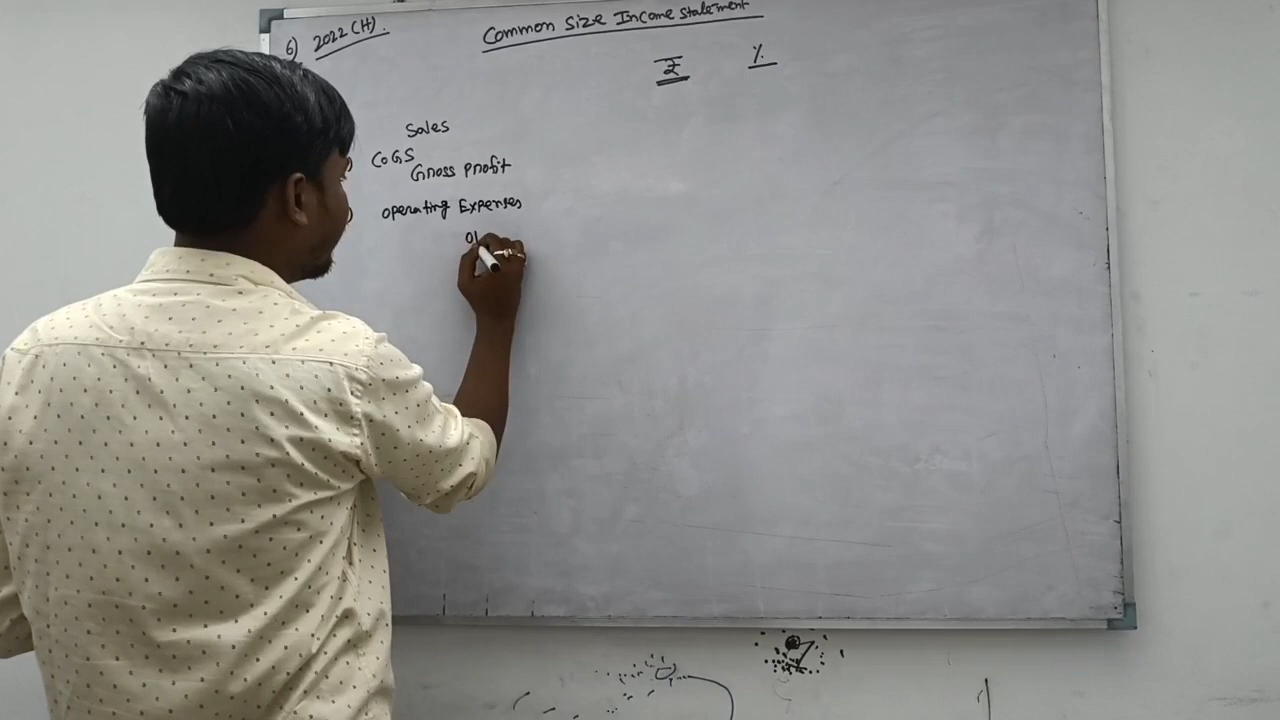 6) 2022 (H).
Common Size Income statement
₹ %
Sales
COGS
Gross profit
operating Expenses